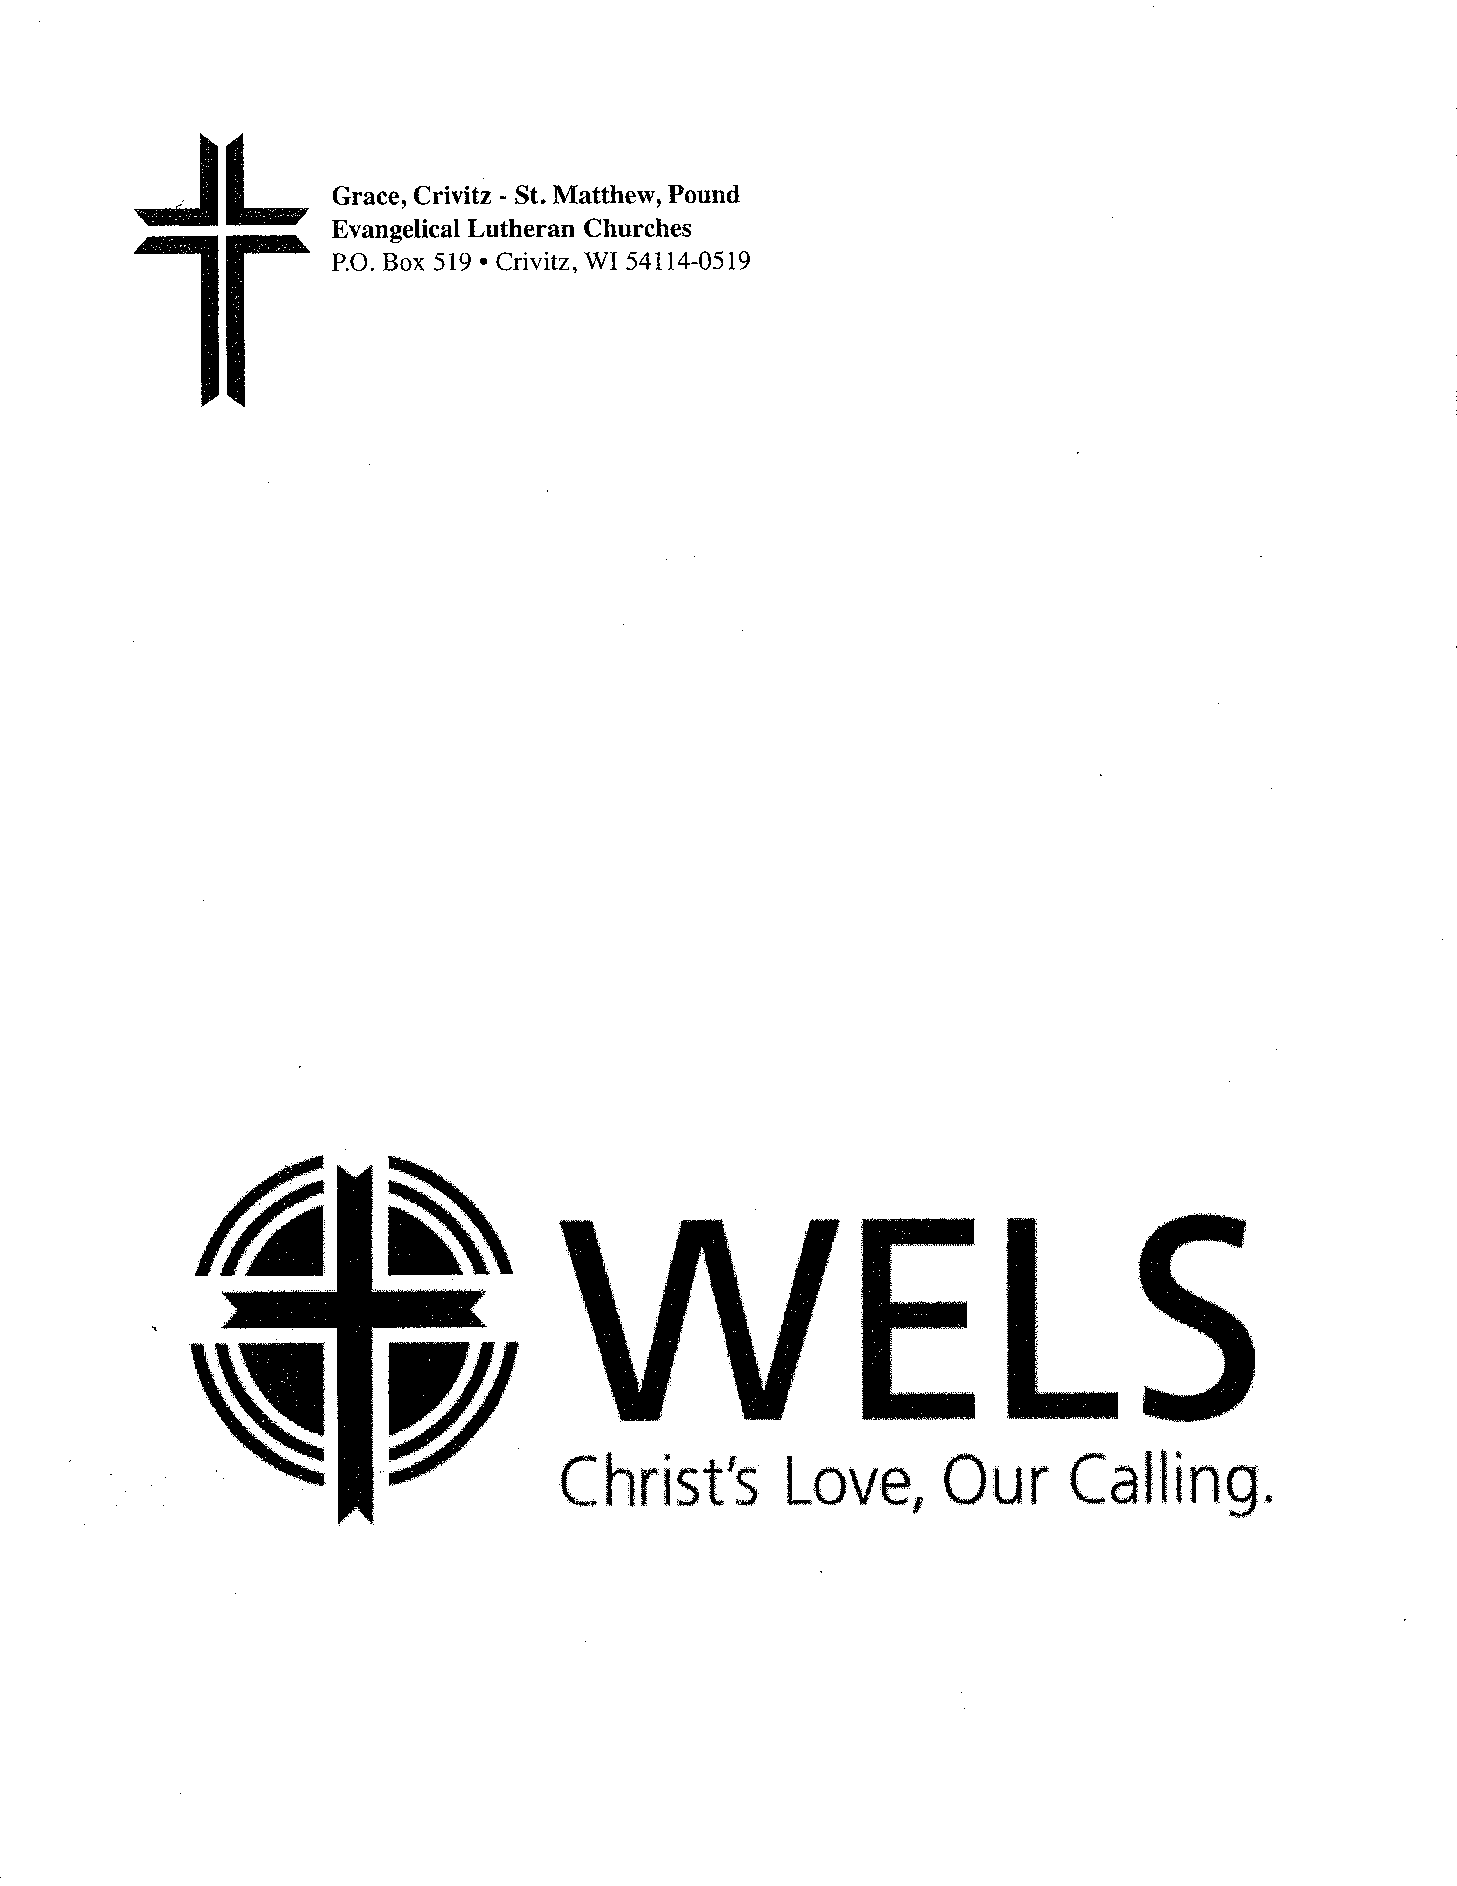 Grace, Crivitz - St. Matthew, Pound
Evangelical Lutheran Churches
P.O. Box 519 • Crivitz, WI 54114-0519
WELS
Christ's Love, Our Calling.